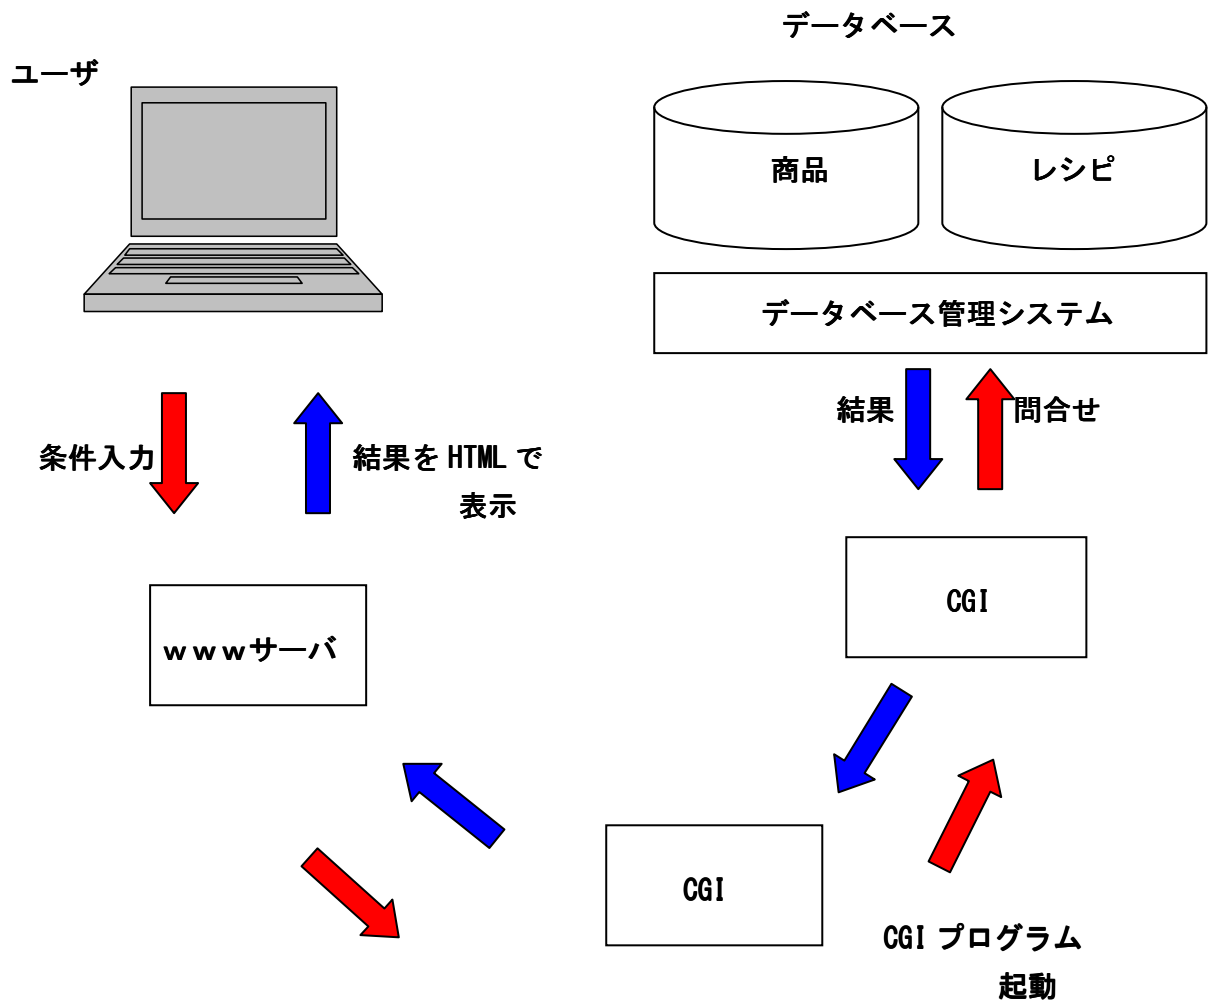 データベース
ユーザ
商品
レシピ
データベース管理システム
結果
問合せ
条件入力
結果を HTML で
表示
CGI
ｗｗｗサーバ
CGI
CGI プログラム
起動